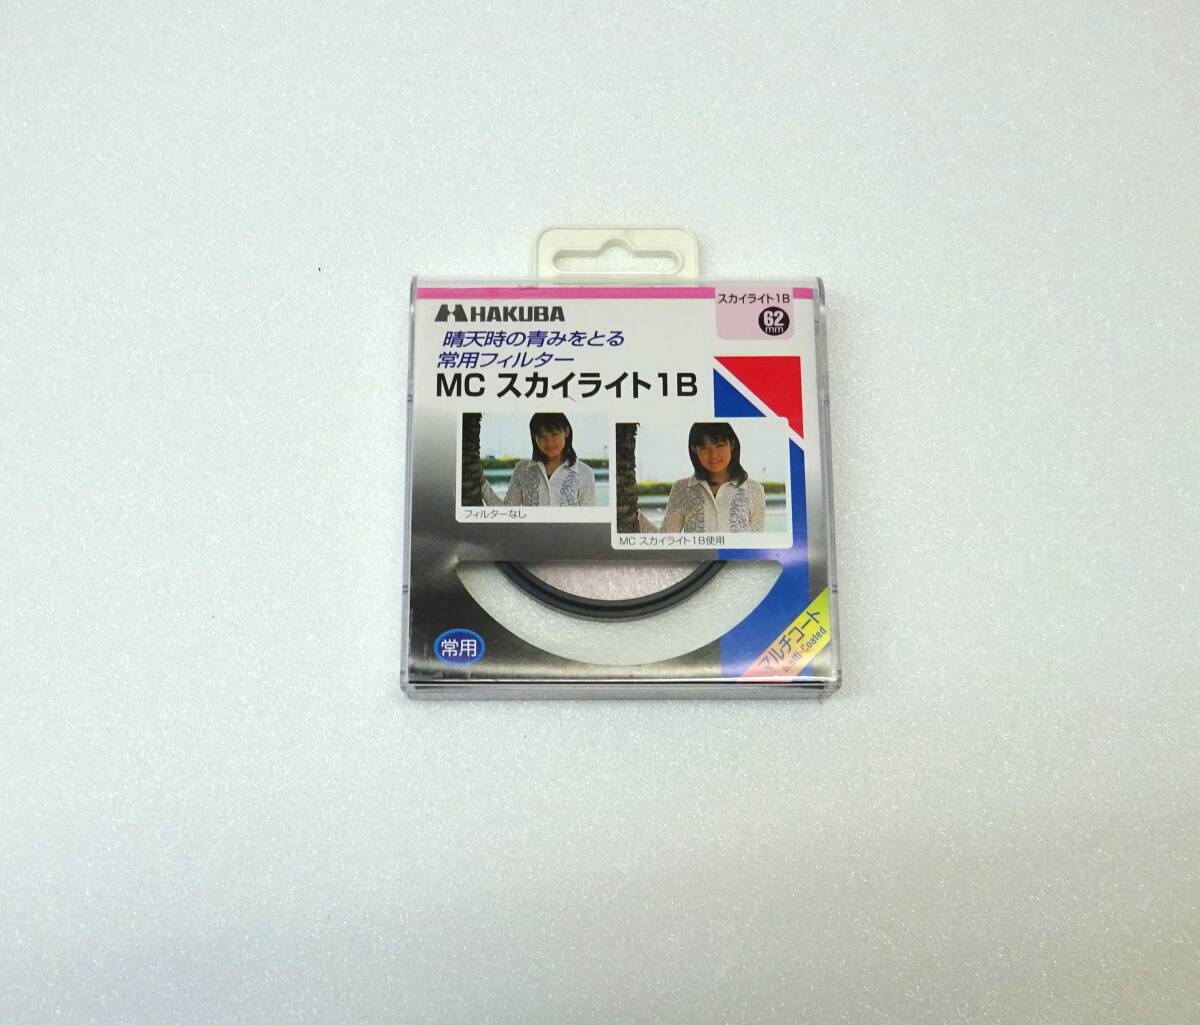 HAKUBA
スカイライト1B
62
mm
晴天時の青みをとる
常用フィルター
MC スカイライト1B
フィルターなし
MC スカイライト1B使用
常用
マルチコート
Multi-Coated